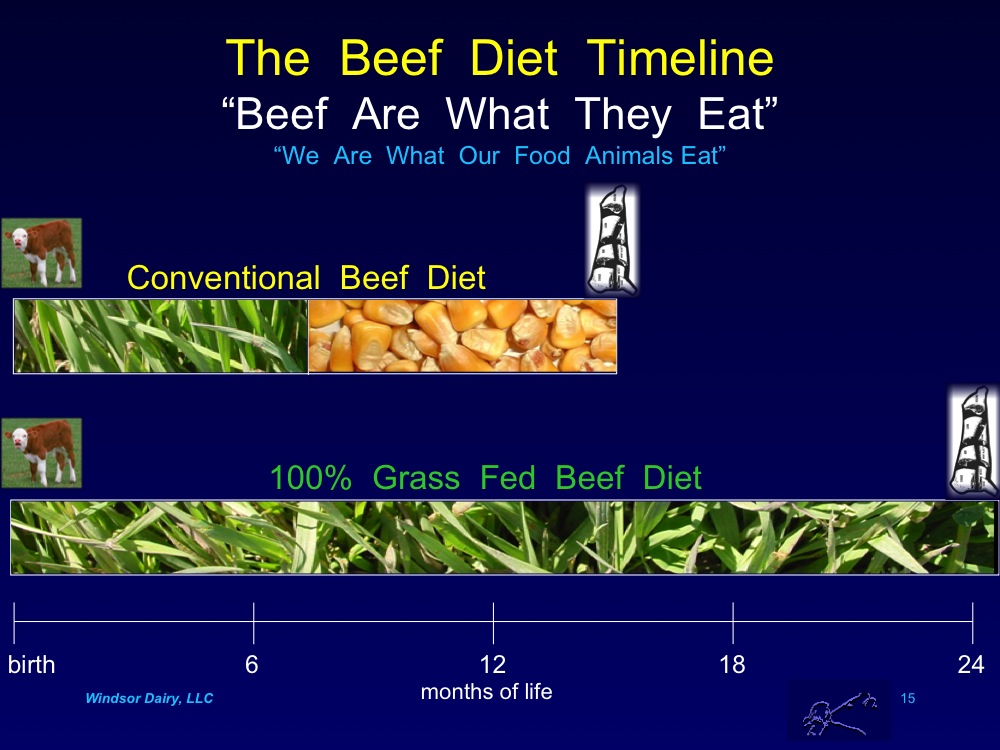 The Beef Diet Timeline
“Beef Are What They Eat”
“We Are What Our Food Animals Eat”
Conventional Beef Diet
100% Grass Fed Beef Diet
birth 6 12 18 24
months of life
Windsor Dairy, LLC 15